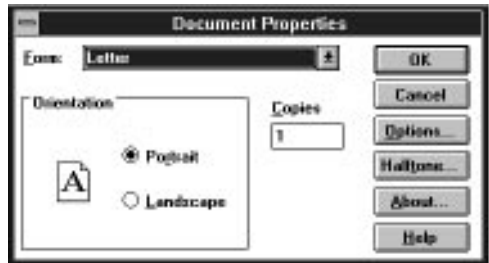 Document Properties
Form: Letter
OK
Cancel
Orientation
Copies
1
Options...
Portrait
Halftone...
A
Landscape
About...
Help